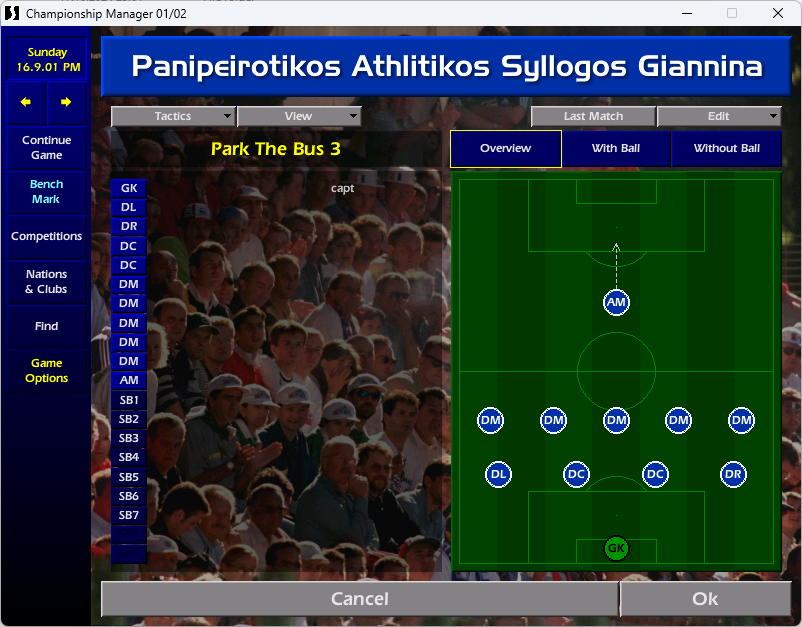 Championship Manager 01/02
Sunday
16.9.01 PM
Continue
Game
Bench
Mark
Competitions
Nations
& Clubs
Find
Game
Options
Panipeirotikos Athlitikos Syllogos Giannina
Tactics
View
Last Match
Edit
Park The Bus 3
Overview
With Ball
Without Ball
GK capt
DL
DR
DC
DC
DM
DM
DM
DM
DM
AM
SB1
SB2
SB3
SB4
SB5
SB6
SB7
AM
DM DM DM DM DM
DL DC DC DR
GK
Cancel
Ok